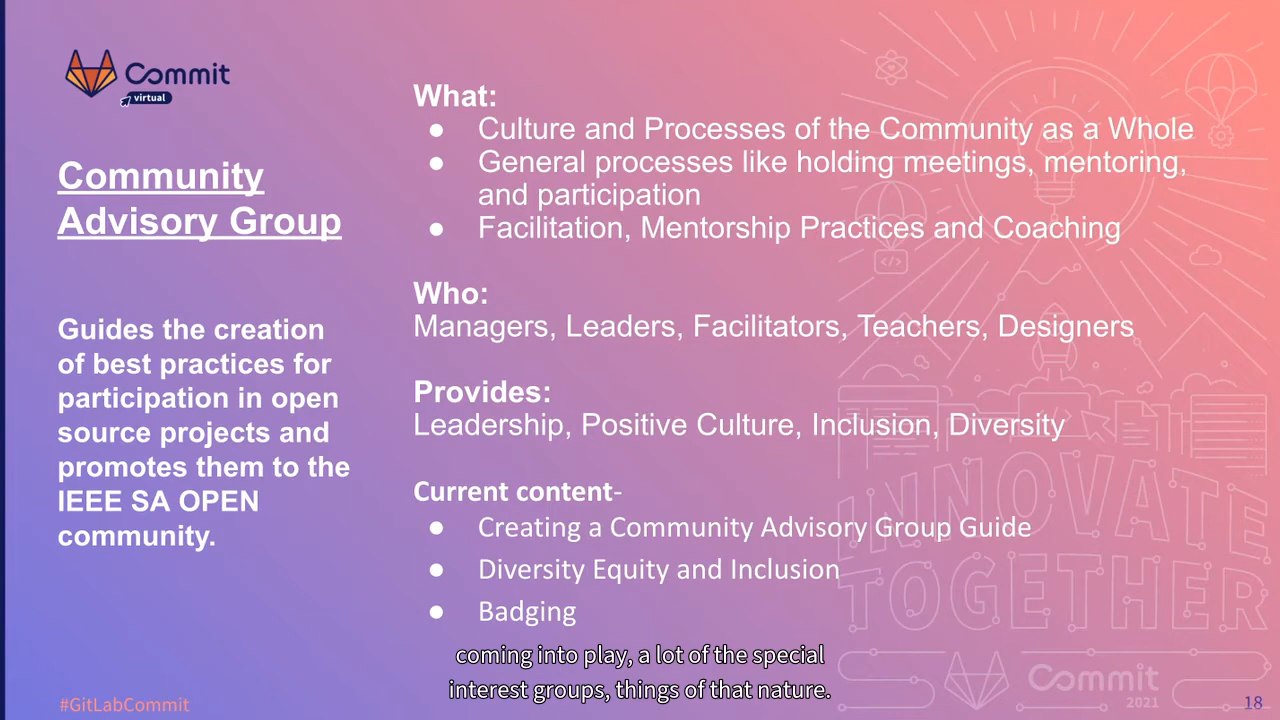 Commit
virtual
Community
Advisory Group
Guides the creation
of best practices for
participation in open
source projects and
promotes them to the
IEEE SA OPEN
community.
What:
● Culture and Processes of the Community as a Whole
● General processes like holding meetings, mentoring,
and participation
● Facilitation, Mentorship Practices and Coaching
Who:
Managers, Leaders, Facilitators, Teachers, Designers
Provides:
Leadership, Positive Culture, Inclusion, Diversity
Current content-
● Creating a Community Advisory Group Guide
● Diversity Equity and Inclusion
● Badging
coming into play, a lot of the special
interest groups, things of that nature.
INNOVATE
TOGETHER
Commit
2021
#GitLabCommit
18